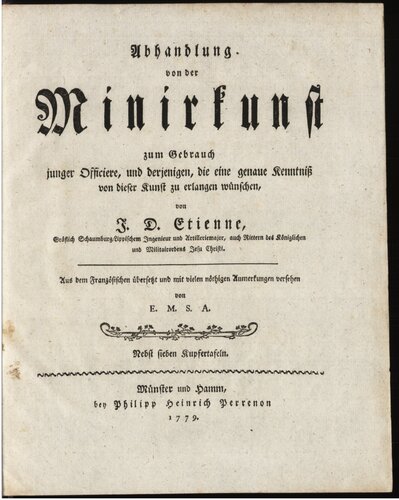 Abhandlung.
von der
Minirkunst
zum Gebrauch
junger Officiere, und derjenigen, die eine genaue Kenntniß
von dieser Kunst zu erlangen wünschen,
von
J. D. Etienne,
Gräflich Schaumburg-Lippischem Ingenieur und Artilleriemajor, auch Rittern des Königlichen
und Militairordens Jesu Christi.
Aus dem Französischen übersetzt und mit vielen nöthigen Anmerkungen versehen
von
E. M. S. A.
Nebst sieben Kupfertafeln.
Münster und Hamm,
bey Philipp Heinrich Perrenon
1779.